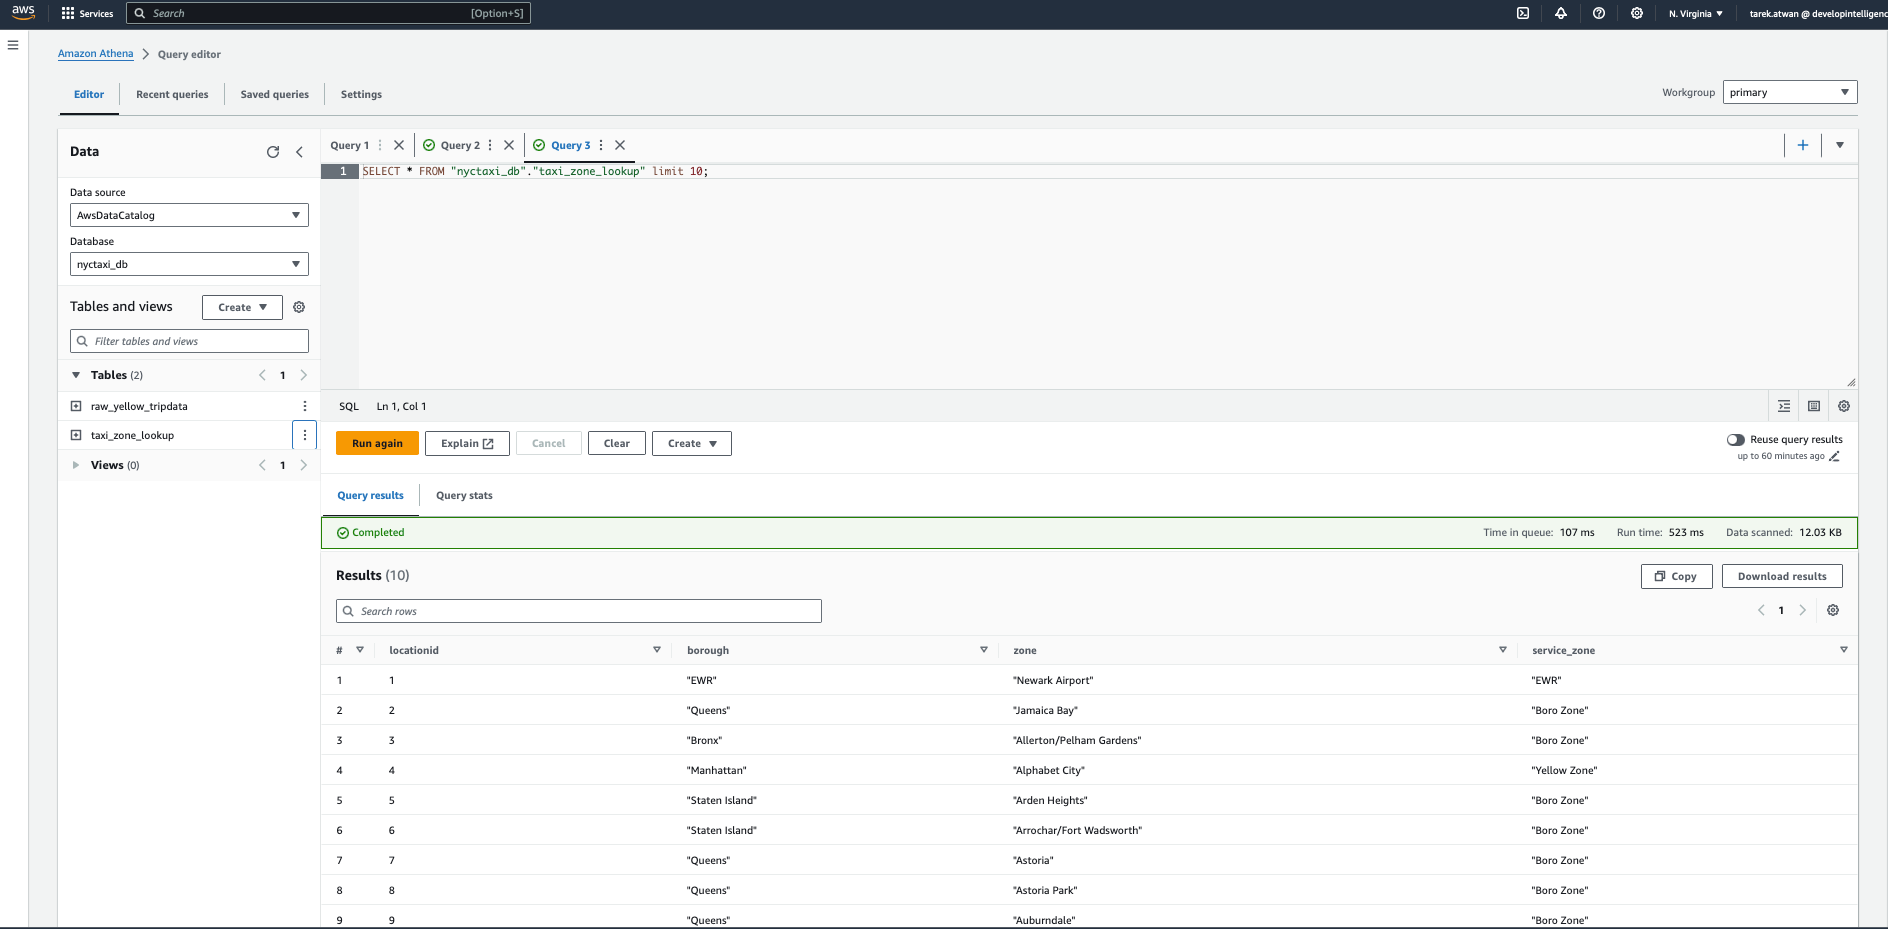 aws Services Search [Option+S] N. Virginia tarek.atwan @ developintelligenc
Amazon Athena Query editor
Editor Recent queries Saved queries Settings
Workgroup primary
Data
Data source
AwsDataCatalog
Database
nyctaxi_db
Tables and views Create
Filter tables and views
Tables (2) 1
raw_yellow_tripdata
taxi_zone_lookup
Views (0) 1
Query 1 Query 2 Query 3
1 SELECT * FROM "nyctaxi_db"."taxi_zone_lookup" limit 10;
SQL Ln 1, Col 1
Run again Explain Cancel Clear Create
Reuse query results
up to 60 minutes ago
Query results Query stats
Completed Time in queue: 107 ms Run time: 523 ms Data scanned: 12.03 KB
Results (10) Copy Download results
Search rows 1
# locationid borough zone service_zone
1 1 "EWR" "Newark Airport" "EWR"
2 2 "Queens" "Jamaica Bay" "Boro Zone"
3 3 "Bronx" "Allerton/Pelham Gardens" "Boro Zone"
4 4 "Manhattan" "Alphabet City" "Yellow Zone"
5 5 "Staten Island" "Arden Heights" "Boro Zone"
6 6 "Staten Island" "Arrochar/Fort Wadsworth" "Boro Zone"
7 7 "Queens" "Astoria" "Boro Zone"
8 8 "Queens" "Astoria Park" "Boro Zone"
9 9 "Queens" "Auburndale" "Boro Zone"